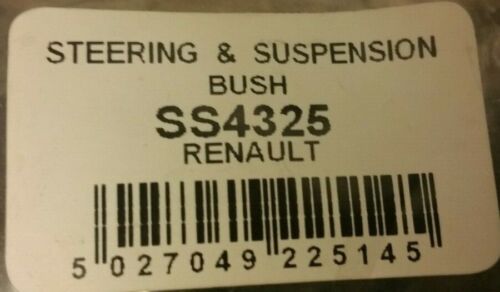 STEERING & SUSPENSION
BUSH
SS4325
RENAULT
5 027049 225145